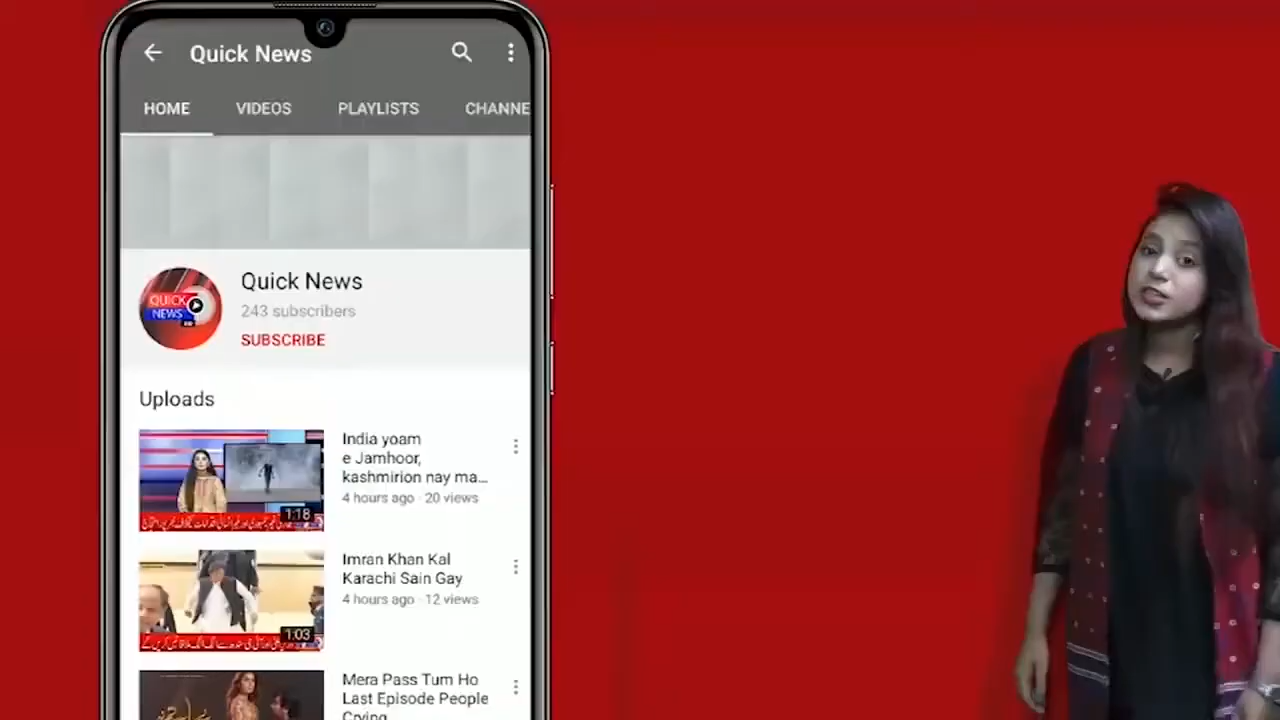 Quick News
HOME VIDEOS PLAYLISTS CHANNE
QUICK
NEWS
HD
Quick News
243 subscribers
SUBSCRIBE
Uploads
India yoam
e Jamhoor,
kashmirion nay ma...
4 hours ago · 20 views
1:18
Imran Khan Kal
Karachi Sain Gay
4 hours ago · 12 views
1:03
Mera Pass Tum Ho
Last Episode People
Crying